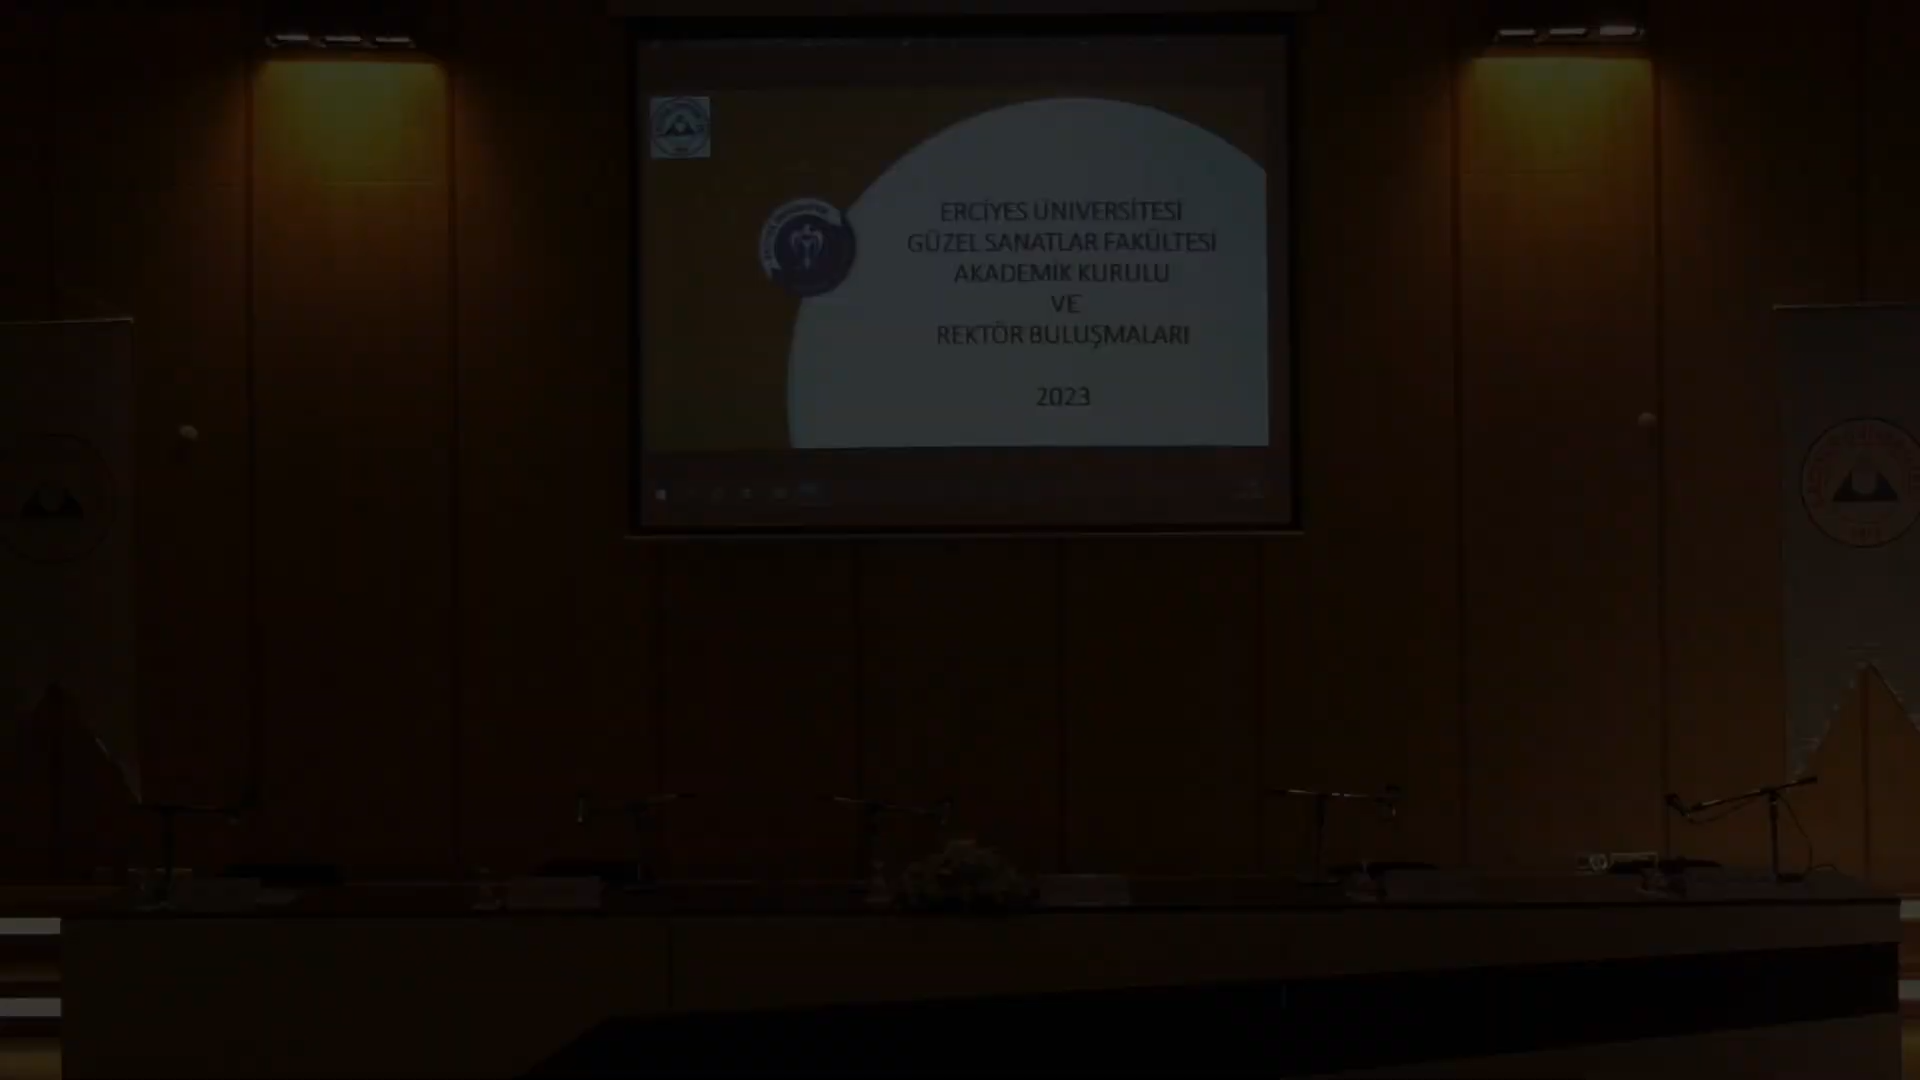 ERCİYES ÜNİVERSİTESİ
GÜZEL SANATLAR FAKÜLTESİ
AKADEMİK KURULU
VE
REKTÖR BULUŞMALARI
2023